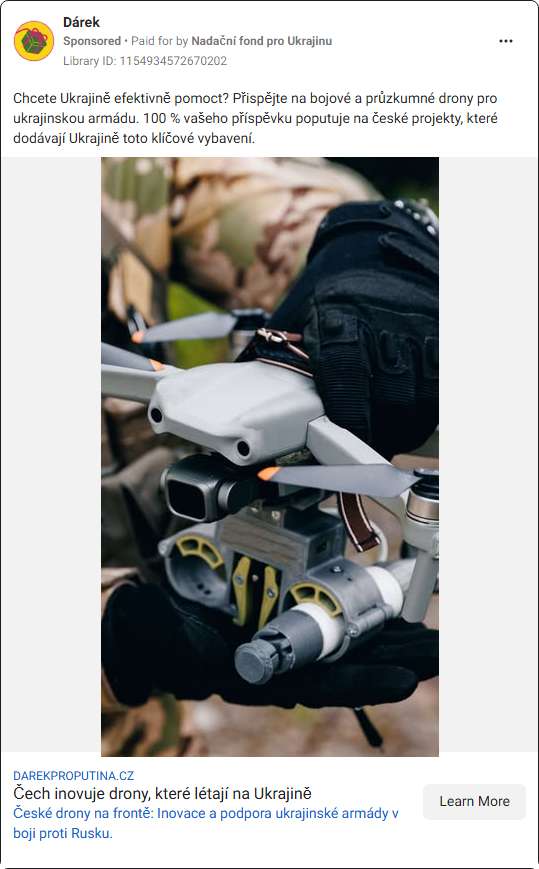 Dárek
Sponsored • Paid for by Nadační fond pro Ukrajinu
Library ID: 1154934572670202
Chcete Ukrajině efektivně pomoct? Přispějte na bojové a průzkumné drony pro
ukrajinskou armádu. 100 % vašeho příspěvku poputuje na české projekty, které
dodávají Ukrajině toto klíčové vybavení.
DAREKPROPUTINA.CZ
Čech inovuje drony, které létají na Ukrajině
České drony na frontě: Inovace a podpora ukrajinské armády v
boji proti Rusku.
Learn More